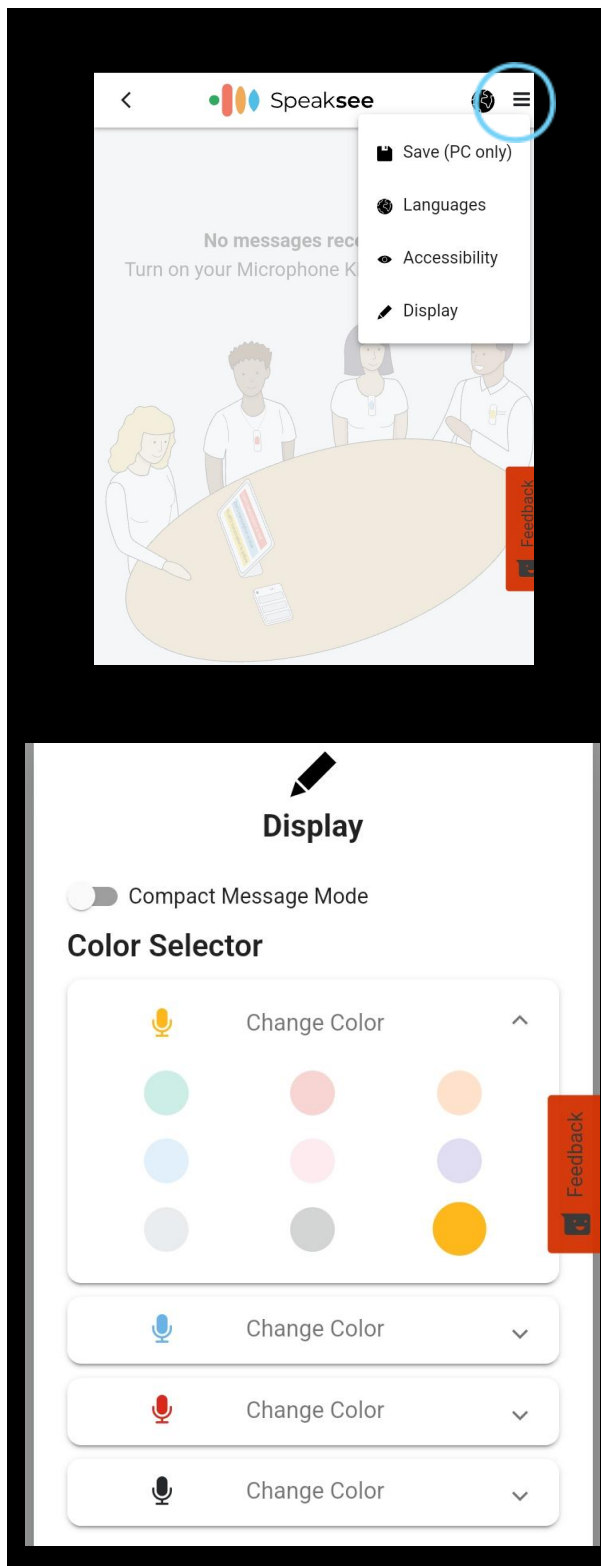 Speaksee
Save (PC only)
Languages
Accessibility
Display
No messages rece
Turn on your Microphone K
Feedback
Display
Compact Message Mode
Color Selector
Change Color
Feedback
Change Color
Change Color
Change Color